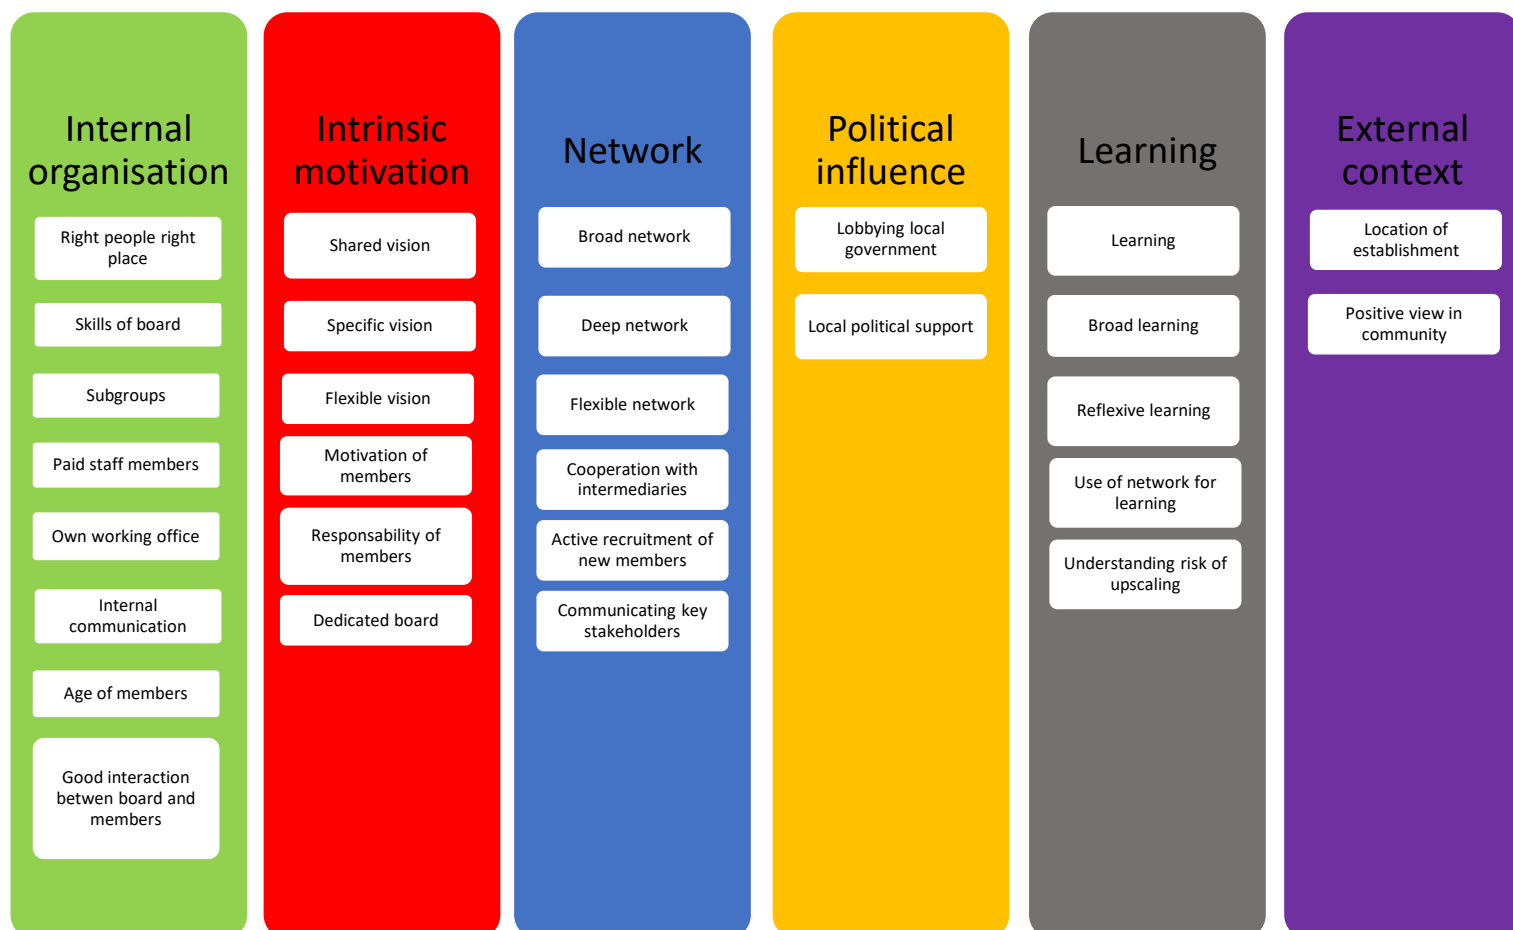 Internal
organisation
Right people right
place
Skills of board
Subgroups
Paid staff members
Own working office
Internal
communication
Age of members
Good interaction
betwen board and
members
Intrinsic
motivation
Shared vision
Specific vision
Flexible vision
Motivation of
members
Responsability of
members
Dedicated board
Network
Broad network
Deep network
Flexible network
Cooperation with
intermediaries
Active recruitment of
new members
Communicating key
stakeholders
Political
influence
Lobbying local
government
Local political support
Learning
Learning
Broad learning
Reflexive learning
Use of network for
learning
Understanding risk of
upscaling
External
context
Location of
establishment
Positive view in
community